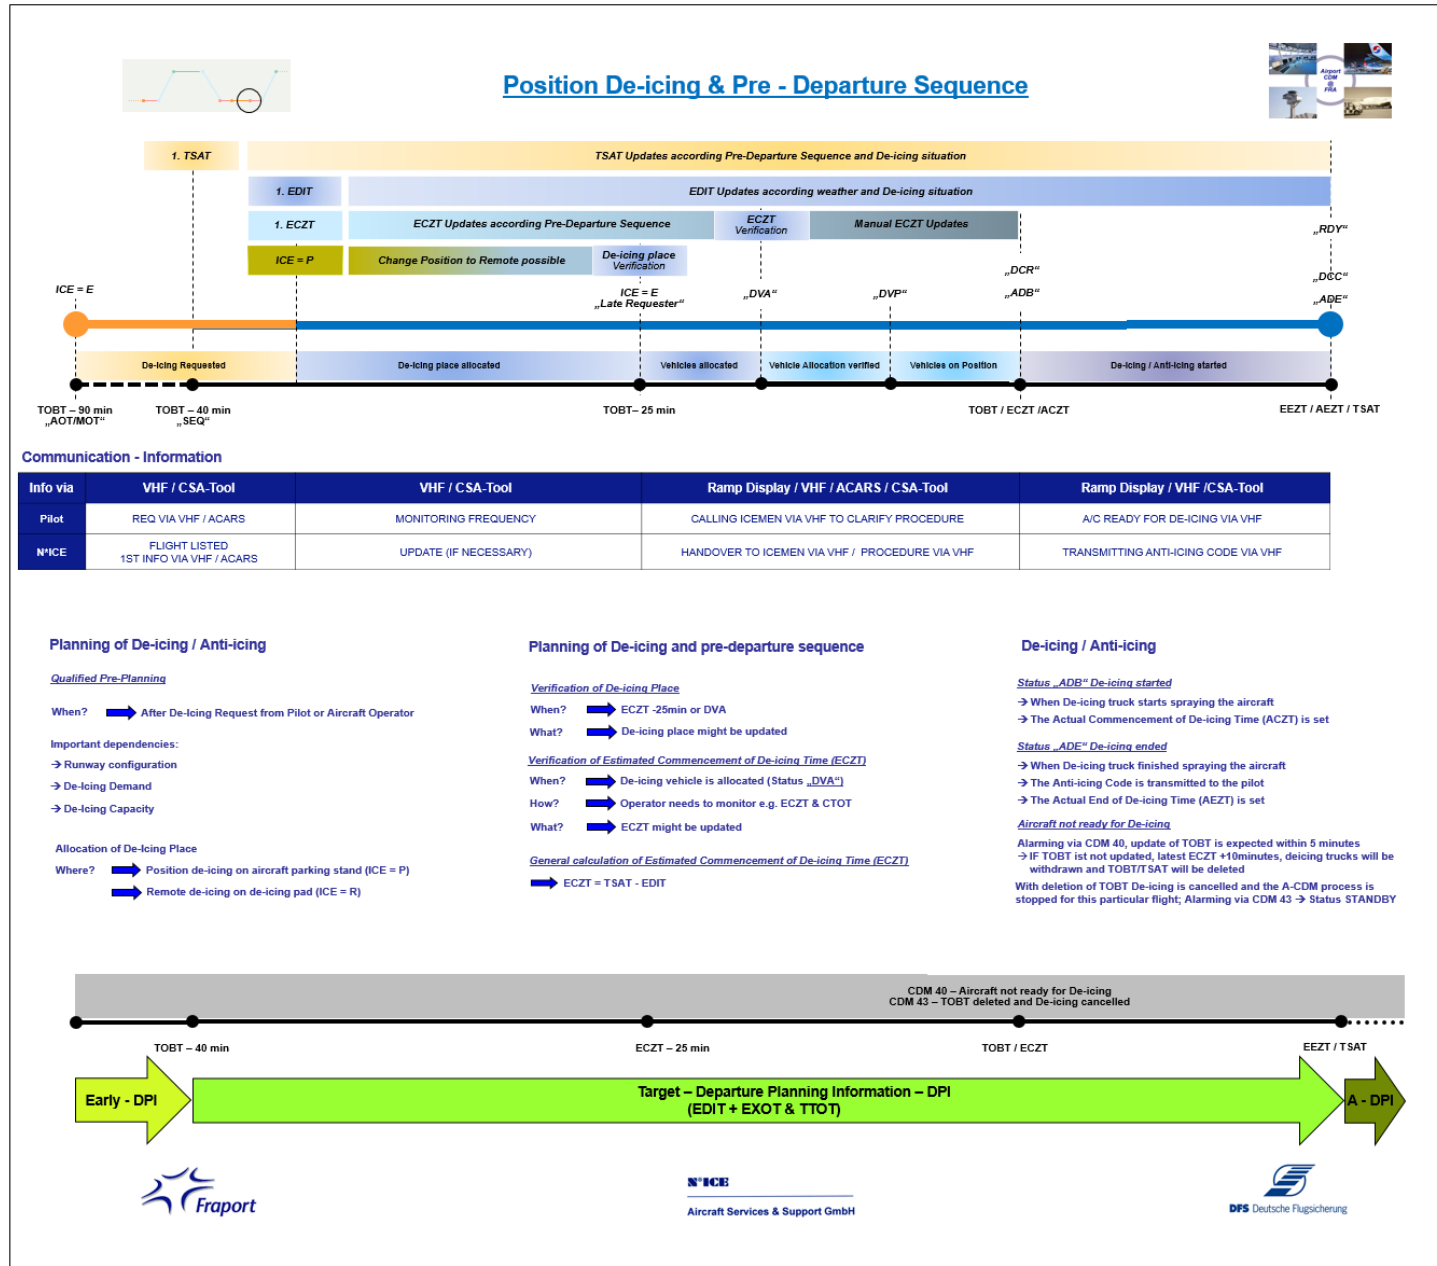 Position De-icing & Pre - Departure Sequence
Airport
CDM
@
FRA
1. TSAT
TSAT Updates according Pre-Departure Sequence and De-icing situation
1. EDIT
EDIT Updates according weather and De-icing situation
1. ECZT
ECZT Updates according Pre-Departure Sequence
ECZT
Verification
Manual ECZT Updates
„RDY“
ICE = P
Change Position to Remote possible
De-icing place
Verification
„DCR“
„DCC“
ICE = E
ICE = E
„Late Requester“
„DVA“
„DVP“
„ADB“
„ADE“
De-Icing Requested
De-icing place allocated
Vehicles allocated
Vehicle Allocation verified
Vehicles on Position
De-icing / Anti-icing started
TOBT – 90 min
„AOT/MOT“
TOBT – 40 min
„SEQ“
TOBT– 25 min
TOBT / ECZT /ACZT
EEZT / AEZT / TSAT
Communication - Information
Info via
VHF / CSA-Tool
VHF / CSA-Tool
Ramp Display / VHF / ACARS / CSA-Tool
Ramp Display / VHF /CSA-Tool
Pilot
REQ VIA VHF / ACARS
MONITORING FREQUENCY
CALLING ICEMEN VIA VHF TO CLARIFY PROCEDURE
A/C READY FOR DE-ICING VIA VHF
N*ICE
FLIGHT LISTED
1ST INFO VIA VHF / ACARS
UPDATE (IF NECESSARY)
HANDOVER TO ICEMEN VIA VHF / PROCEDURE VIA VHF
TRANSMITTING ANTI-ICING CODE VIA VHF
Planning of De-icing / Anti-icing
Qualified Pre-Planning
When?
After De-Icing Request from Pilot or Aircraft Operator
Important dependencies:
→ Runway configuration
→ De-Icing Demand
→ De-Icing Capacity
Allocation of De-Icing Place
Where?
Position de-icing on aircraft parking stand (ICE = P)
Remote de-icing on de-icing pad (ICE = R)
Planning of De-icing and pre-departure sequence
Verification of De-icing Place
When?
ECZT -25min or DVA
What?
De-icing place might be updated
Verification of Estimated Commencement of De-icing Time (ECZT)
When?
De-icing vehicle is allocated (Status „DVA“)
How?
Operator needs to monitor e.g. ECZT & CTOT
What?
ECZT might be updated
General calculation of Estimated Commencement of De-icing Time (ECZT)
ECZT = TSAT - EDIT
De-icing / Anti-icing
Status „ADB“ De-icing started
→ When De-icing truck starts spraying the aircraft
→ The Actual Commencement of De-icing Time (ACZT) is set
Status „ADE“ De-icing ended
→ When De-icing truck finished spraying the aircraft
→ The Anti-icing Code is transmitted to the pilot
→ The Actual End of De-icing Time (AEZT) is set
Aircraft not ready for De-icing
Alarming via CDM 40, update of TOBT is expected within 5 minutes
→ IF TOBT ist not updated, latest ECZT +10minutes, deicing trucks will be
withdrawn and TOBT/TSAT will be deleted
With deletion of TOBT De-icing is cancelled and the A-CDM process is
stopped for this particular flight; Alarming via CDM 43 → Status STANDBY
CDM 40 – Aircraft not ready for De-icing
CDM 43 – TOBT deleted and De-icing cancelled
TOBT – 40 min
ECZT – 25 min
TOBT / ECZT
EEZT / TSAT
Early - DPI
Target – Departure Planning Information – DPI
(EDIT + EXOT & TTOT)
A - DPI
Fraport
N*ICE
Aircraft Services & Support GmbH
DFS Deutsche Flugsicherung